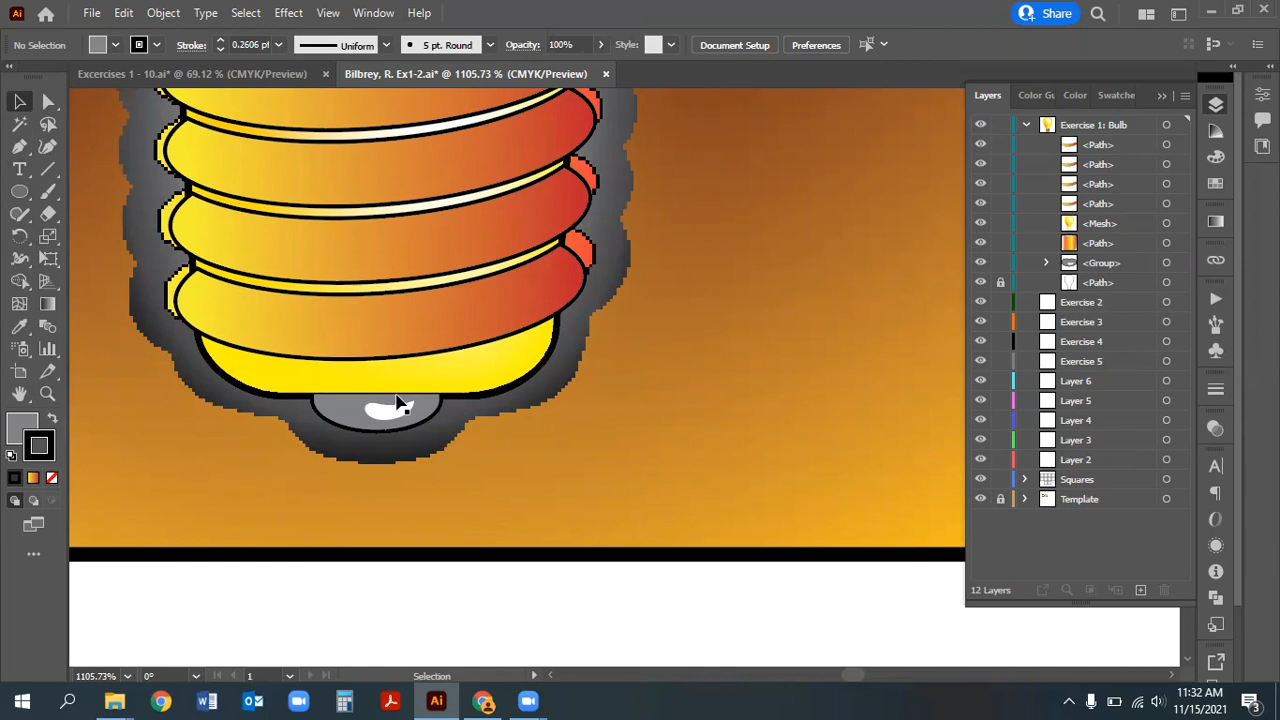 Ai File Edit Object Type Select Effect View Window Help Share
No Selection Stroke: 0.2606 pt Uniform 5 pt. Round Opacity: 100% Style: Document Setup Preferences
Excercises 1 - 10.ai* @ 69.12 % (CMYK/Preview) Bilbrey, R. Ex1-2.ai* @ 1105.73 % (CMYK/Preview)
Layers Color Gu Color Swatche
Exercise 1: Bulb
<Path>
<Path>
<Path>
<Path>
<Mesh>
<Path>
<Group>
<Path>
Exercise 2
Exercise 3
Exercise 4
Exercise 5
Layer 6
Layer 5
Layer 4
Layer 3
Layer 2
Squares
Template
12 Layers
1105.73% 0° 1 Selection
Ai 11:32 AM
11/15/2021 3